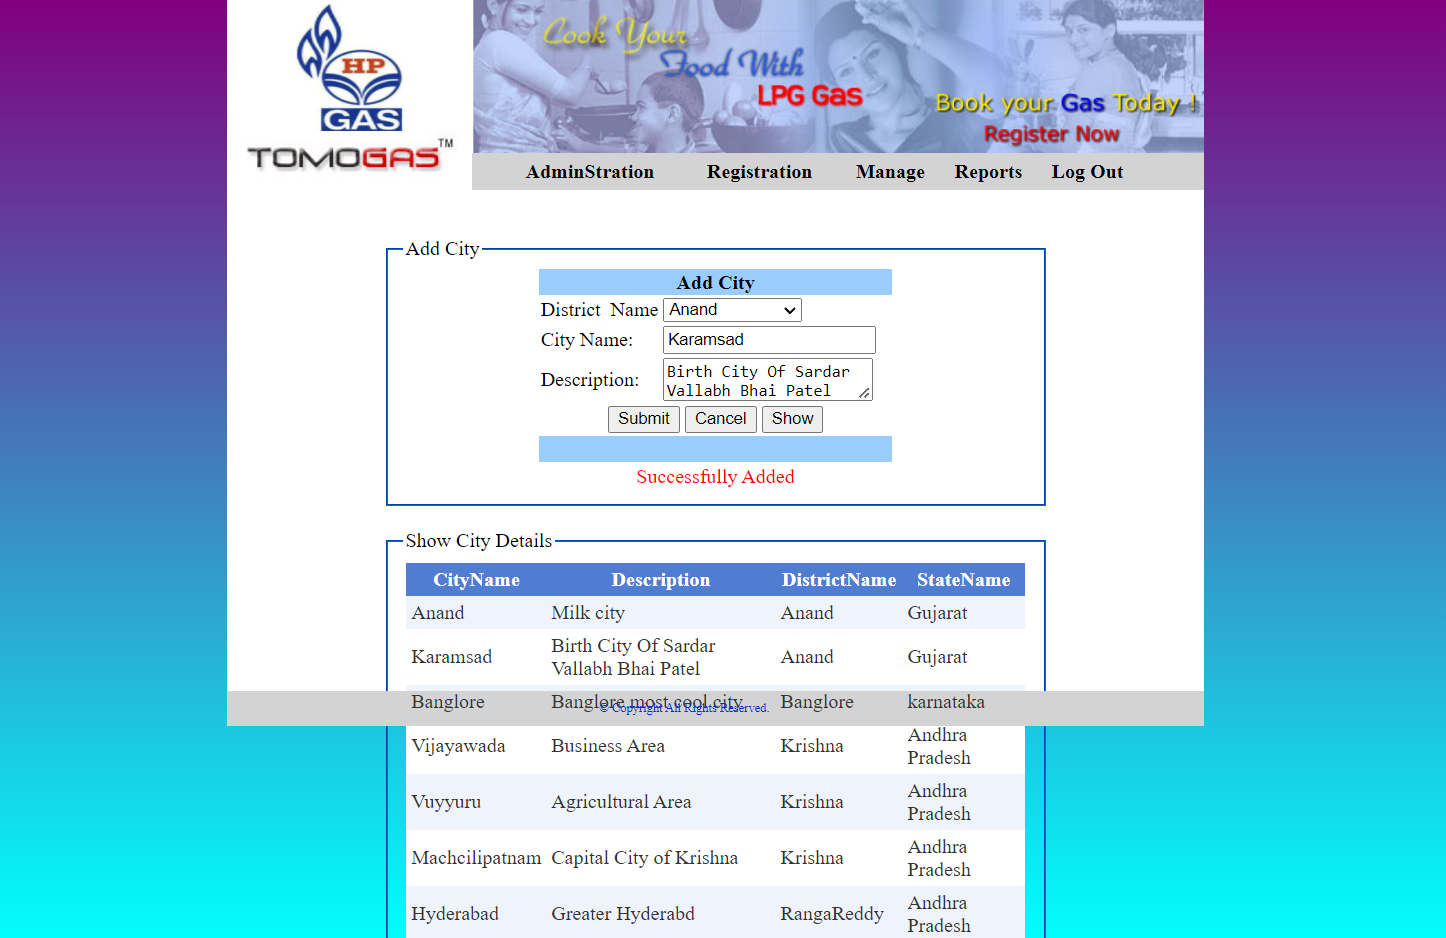 HP
GAS
TOMOGAS™
Cook Your
Food With
LPG Gas
Book your Gas Today !
Register Now
AdminStration Registration Manage Reports Log Out
Add City
Add City
District Name Anand
City Name: Karamsad
Description: Birth City Of Sardar
Vallabh Bhai Patel
Submit Cancel Show
Successfully Added
Show City Details
CityName Description DistrictName StateName
Anand Milk city Anand Gujarat
Karamsad Birth City Of Sardar Vallabh Bhai Patel Anand Gujarat
Banglore Banglore most cool city Banglore karnataka
© Copyright All Rights Reserved.
Vijayawada Business Area Krishna Andhra Pradesh
Vuyyuru Agricultural Area Krishna Andhra Pradesh
Machcilipatnam Capital City of Krishna Krishna Andhra Pradesh
Hyderabad Greater Hyderabd RangaReddy Andhra Pradesh